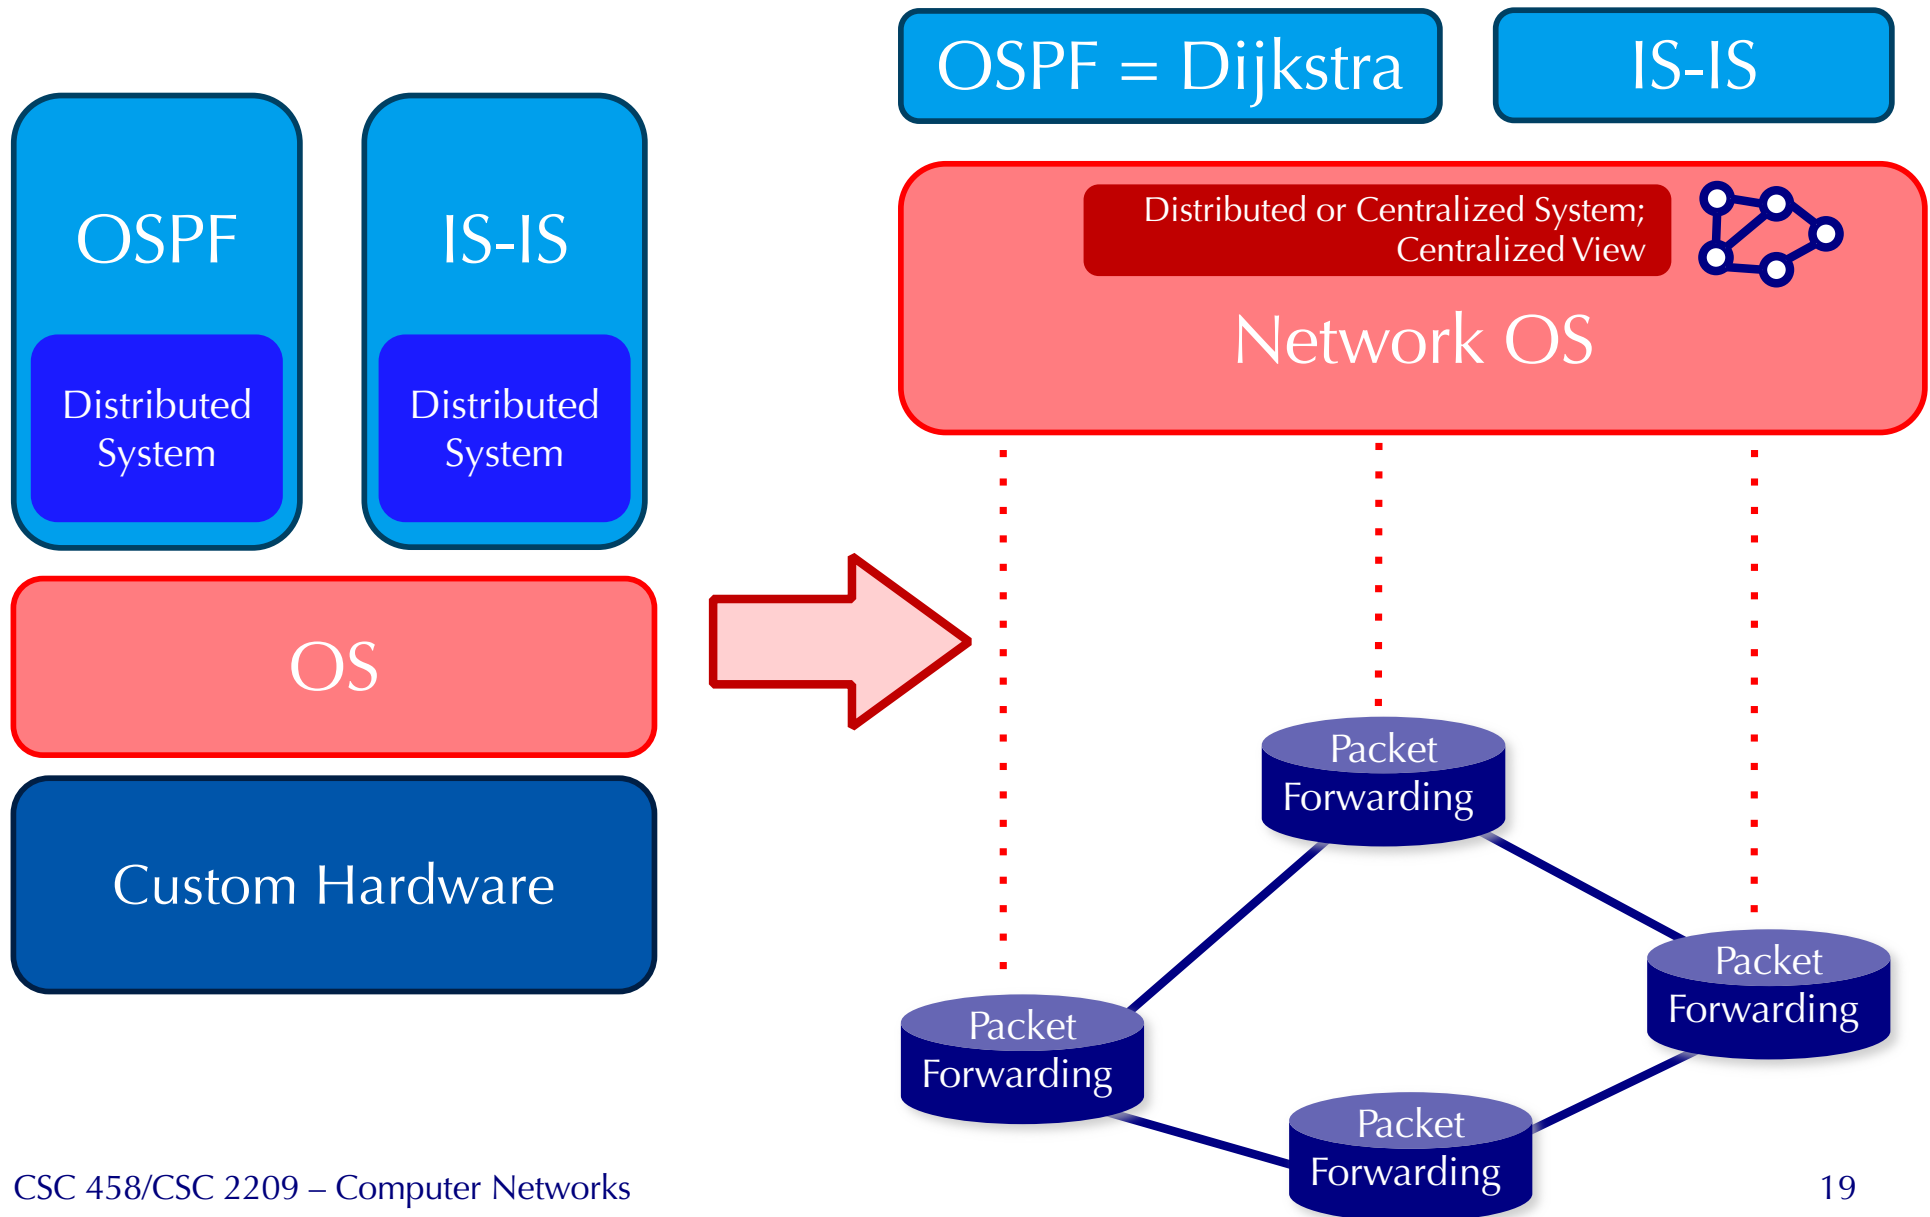 OSPF
IS-IS
Distributed
System
Distributed
System
OS
Custom Hardware
OSPF = Dijkstra
IS-IS
Distributed or Centralized System;
Centralized View
Network OS
Packet
Forwarding
Packet
Forwarding
Packet
Forwarding
Packet
Forwarding
CSC 458/CSC 2209 – Computer Networks
19